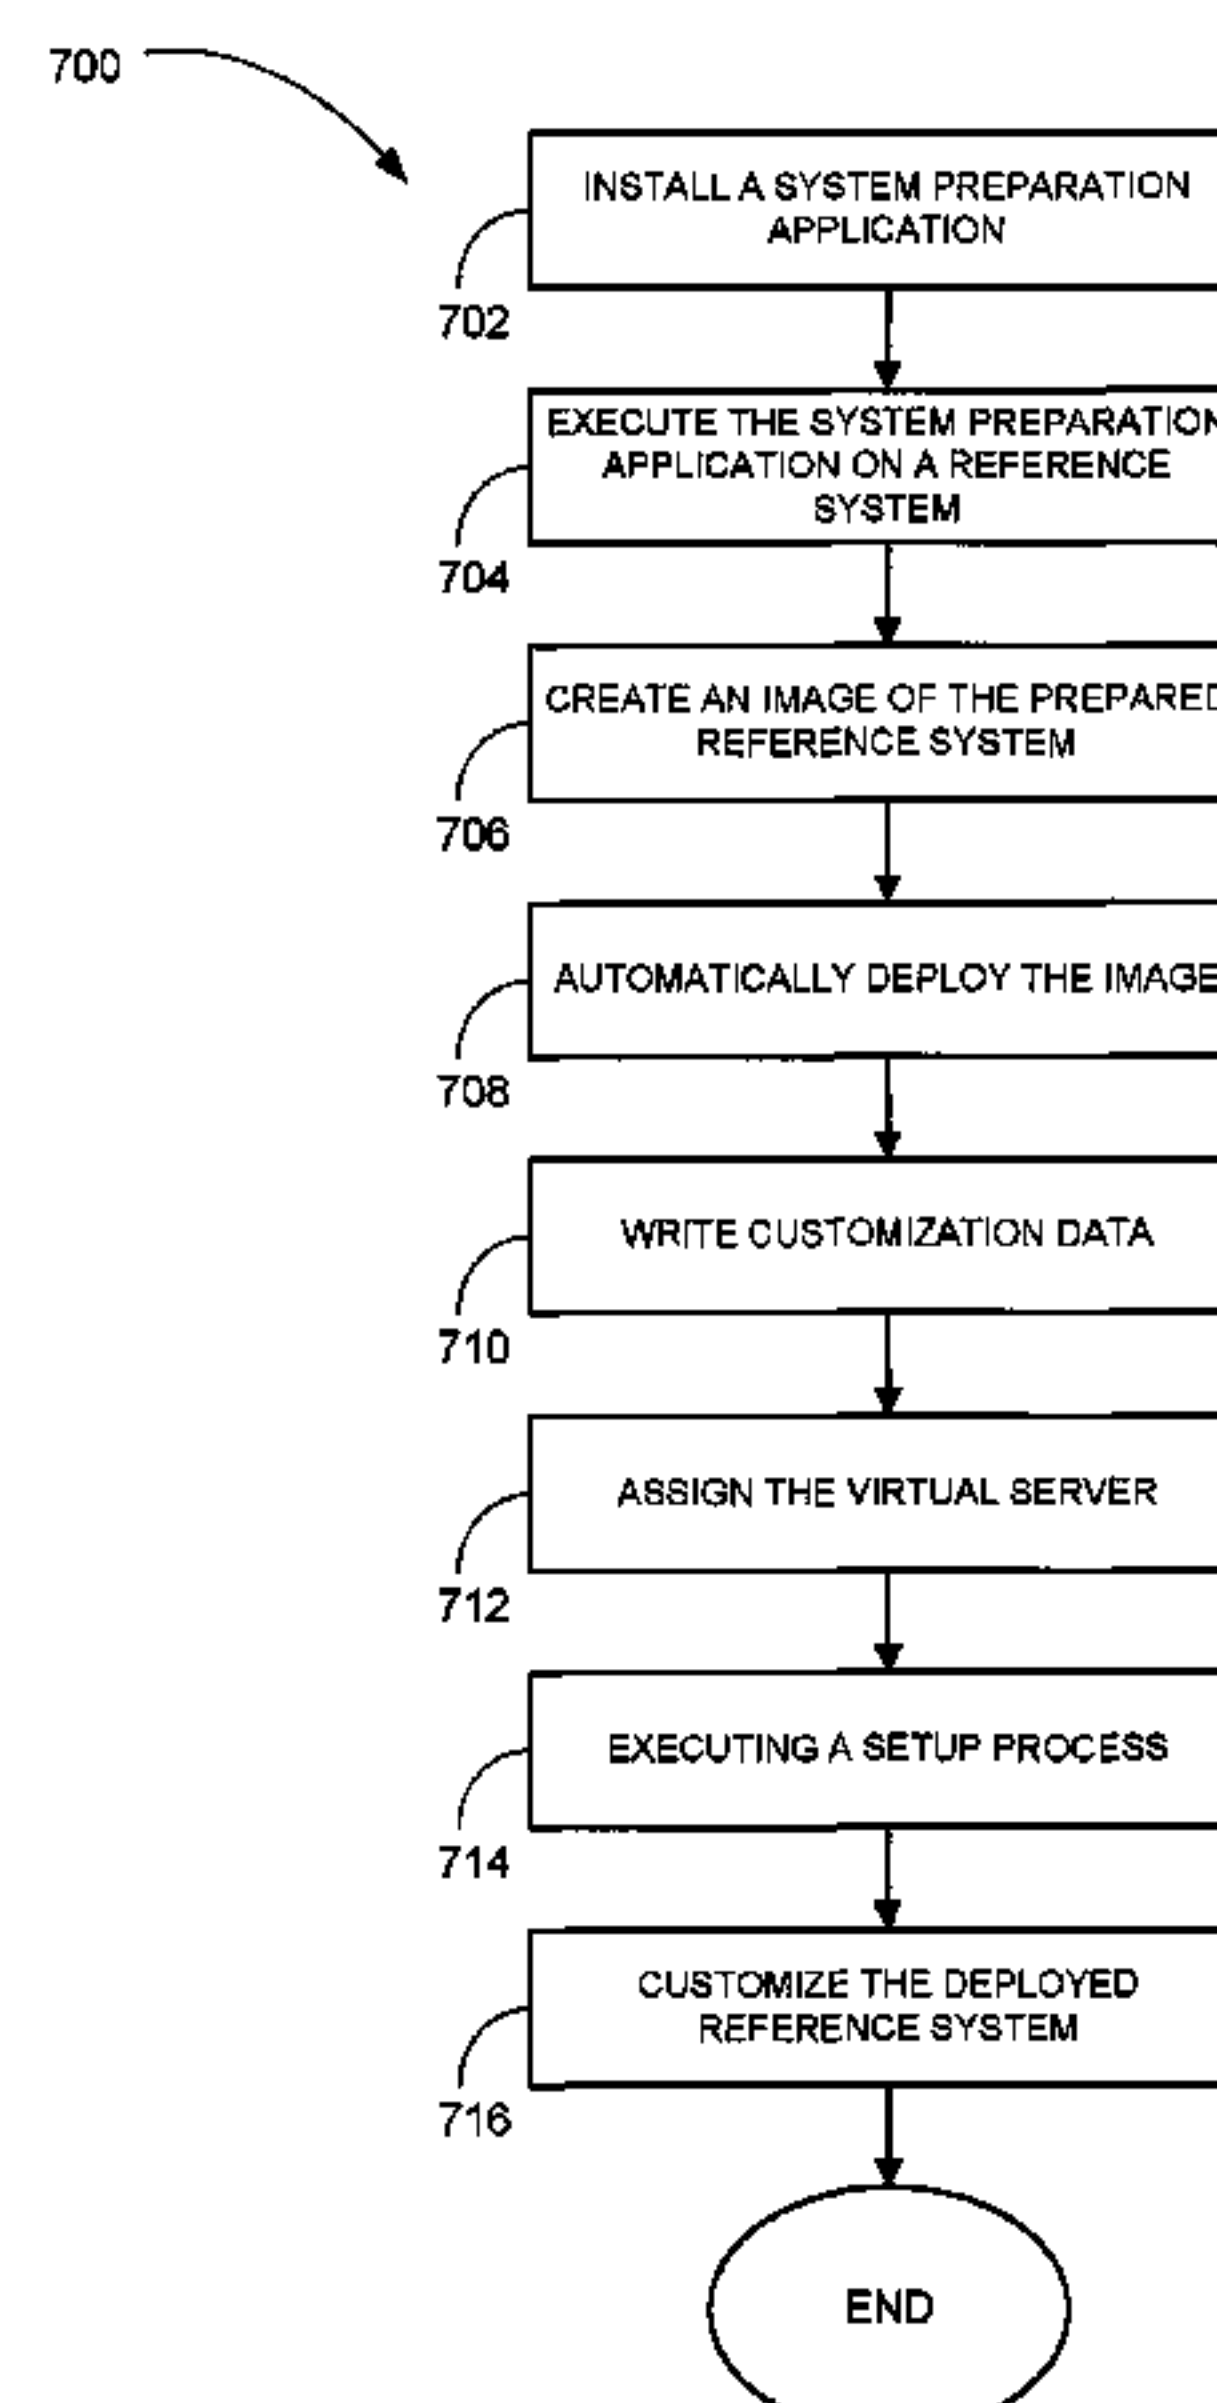 700
INSTALL A SYSTEM PREPARATION
APPLICATION
702
EXECUTE THE SYSTEM PREPARATION
APPLICATION ON A REFERENCE
SYSTEM
704
CREATE AN IMAGE OF THE PREPARED
REFERENCE SYSTEM
706
AUTOMATICALLY DEPLOY THE IMAGE
708
WRITE CUSTOMIZATION DATA
710
ASSIGN THE VIRTUAL SERVER
712
EXECUTING A SETUP PROCESS
714
CUSTOMIZE THE DEPLOYED
REFERENCE SYSTEM
716
END